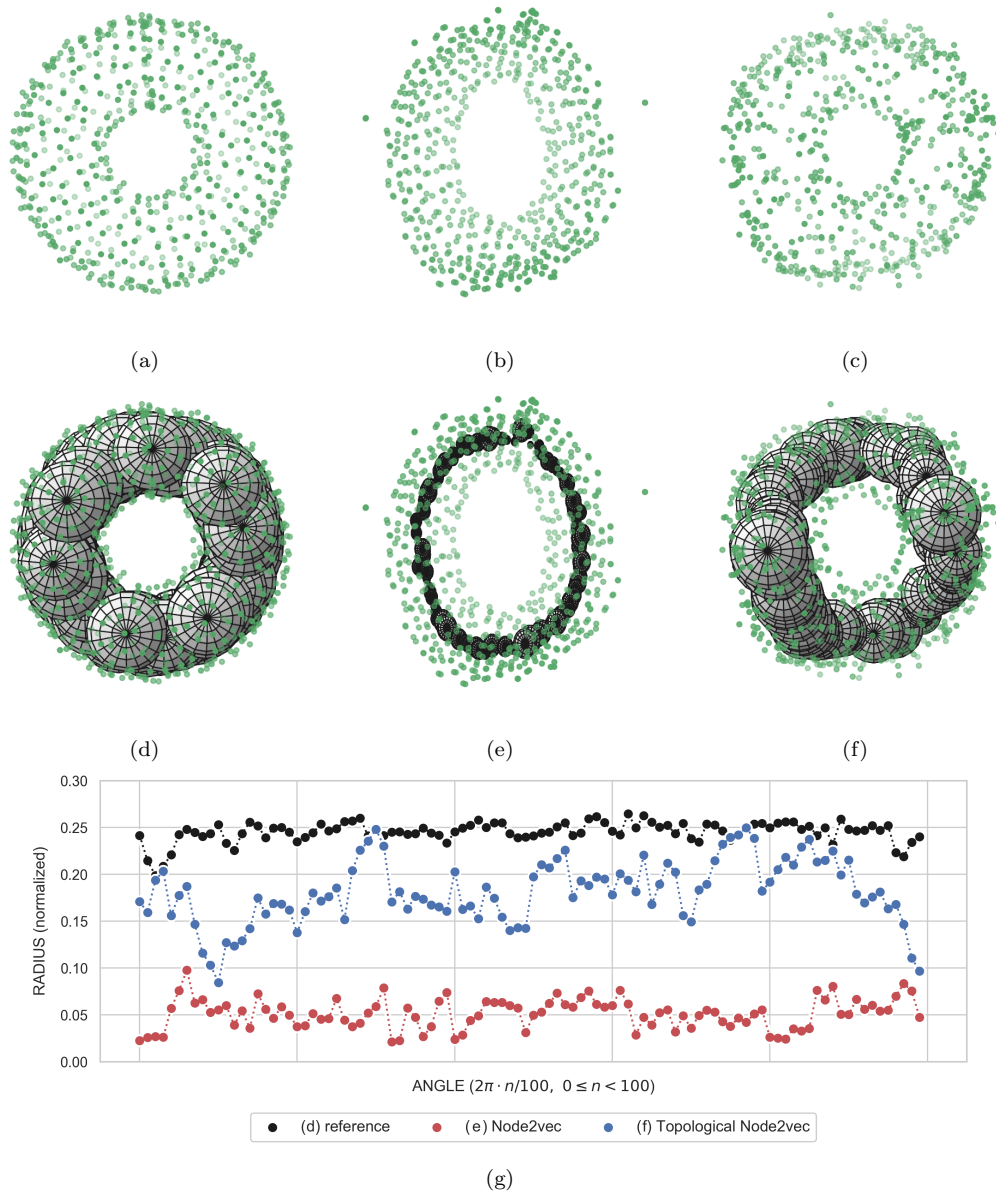 (a) (b) (c)
(d) (e) (f)
0.30
0.25
0.20
0.15
0.10
0.05
0.00
RADIUS (normalized)
ANGLE (2π · n/100, 0 ≤ n < 100)
(d) reference (e) Node2vec (f) Topological Node2vec
(g)